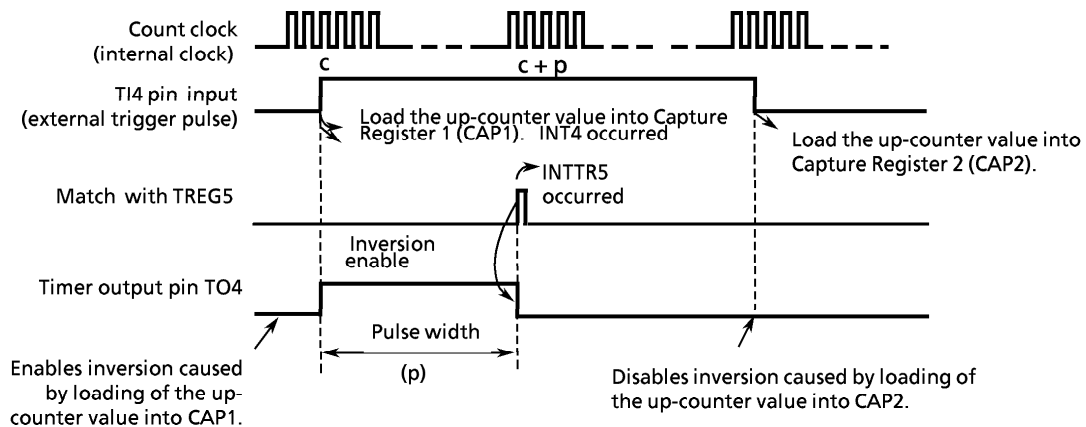 Count clock
(internal clock)
c
c + p
TI4 pin input
(external trigger pulse)
Load the up-counter value into Capture
Register 1 (CAP1). INT4 occurred
Load the up-counter value into
Capture Register 2 (CAP2).
INTTR5
occurred
Match with TREG5
Inversion
enable
Timer output pin TO4
Pulse width
(p)
Enables inversion caused
by loading of the up-
counter value into CAP1.
Disables inversion caused by loading of
the up-counter value into CAP2.